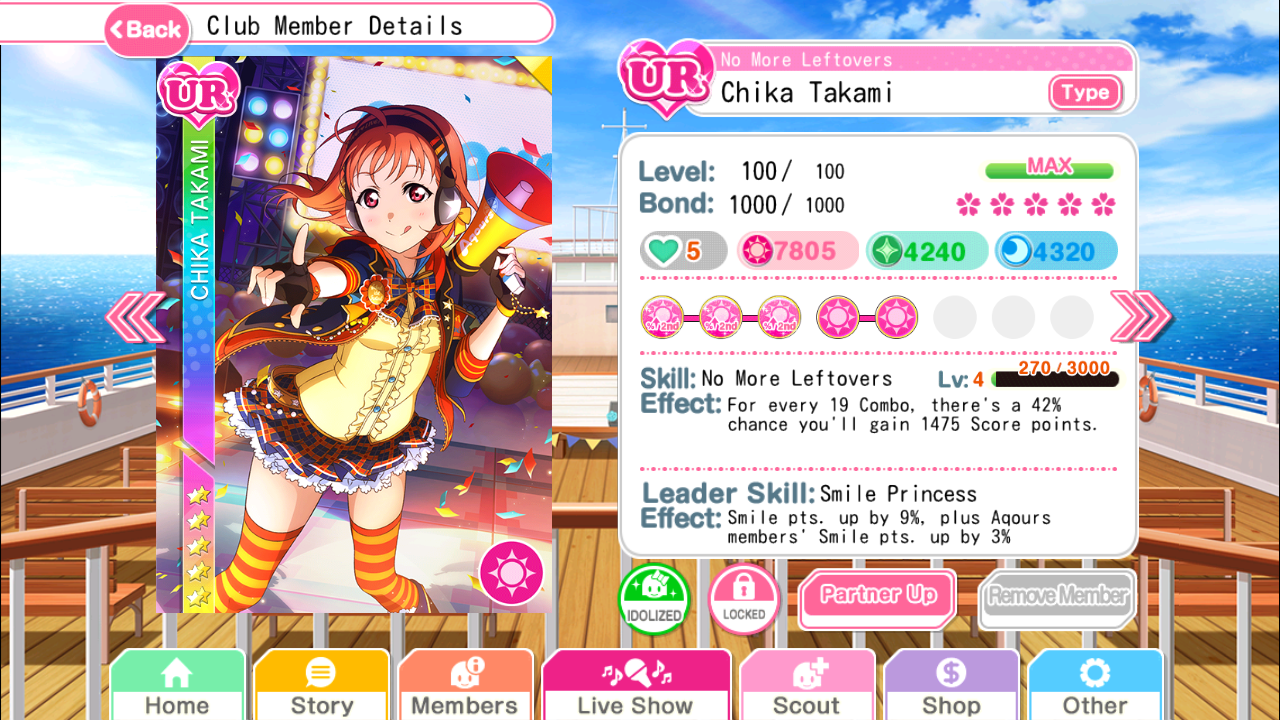 Back
Club Member Details
UR
CHIKA TAKAMI
Aqours
UR
No More Leftovers
Chika Takami
Type
Level: 100/ 100
MAX
Bond: 1000/ 1000
5
7805
4240
4320
%/2nd
%/2nd
%/2nd
Skill: No More Leftovers
Lv: 4
270 / 3000
Effect: For every 19 Combo, there's a 42%
chance you'll gain 1475 Score points.
Leader Skill: Smile Princess
Effect: Smile pts. up by 9%, plus Aqours
members' Smile pts. up by 3%
IDOLIZED
LOCKED
Partner Up
Remove Member
Home
Story
Members
Live Show
Scout
Shop
Other